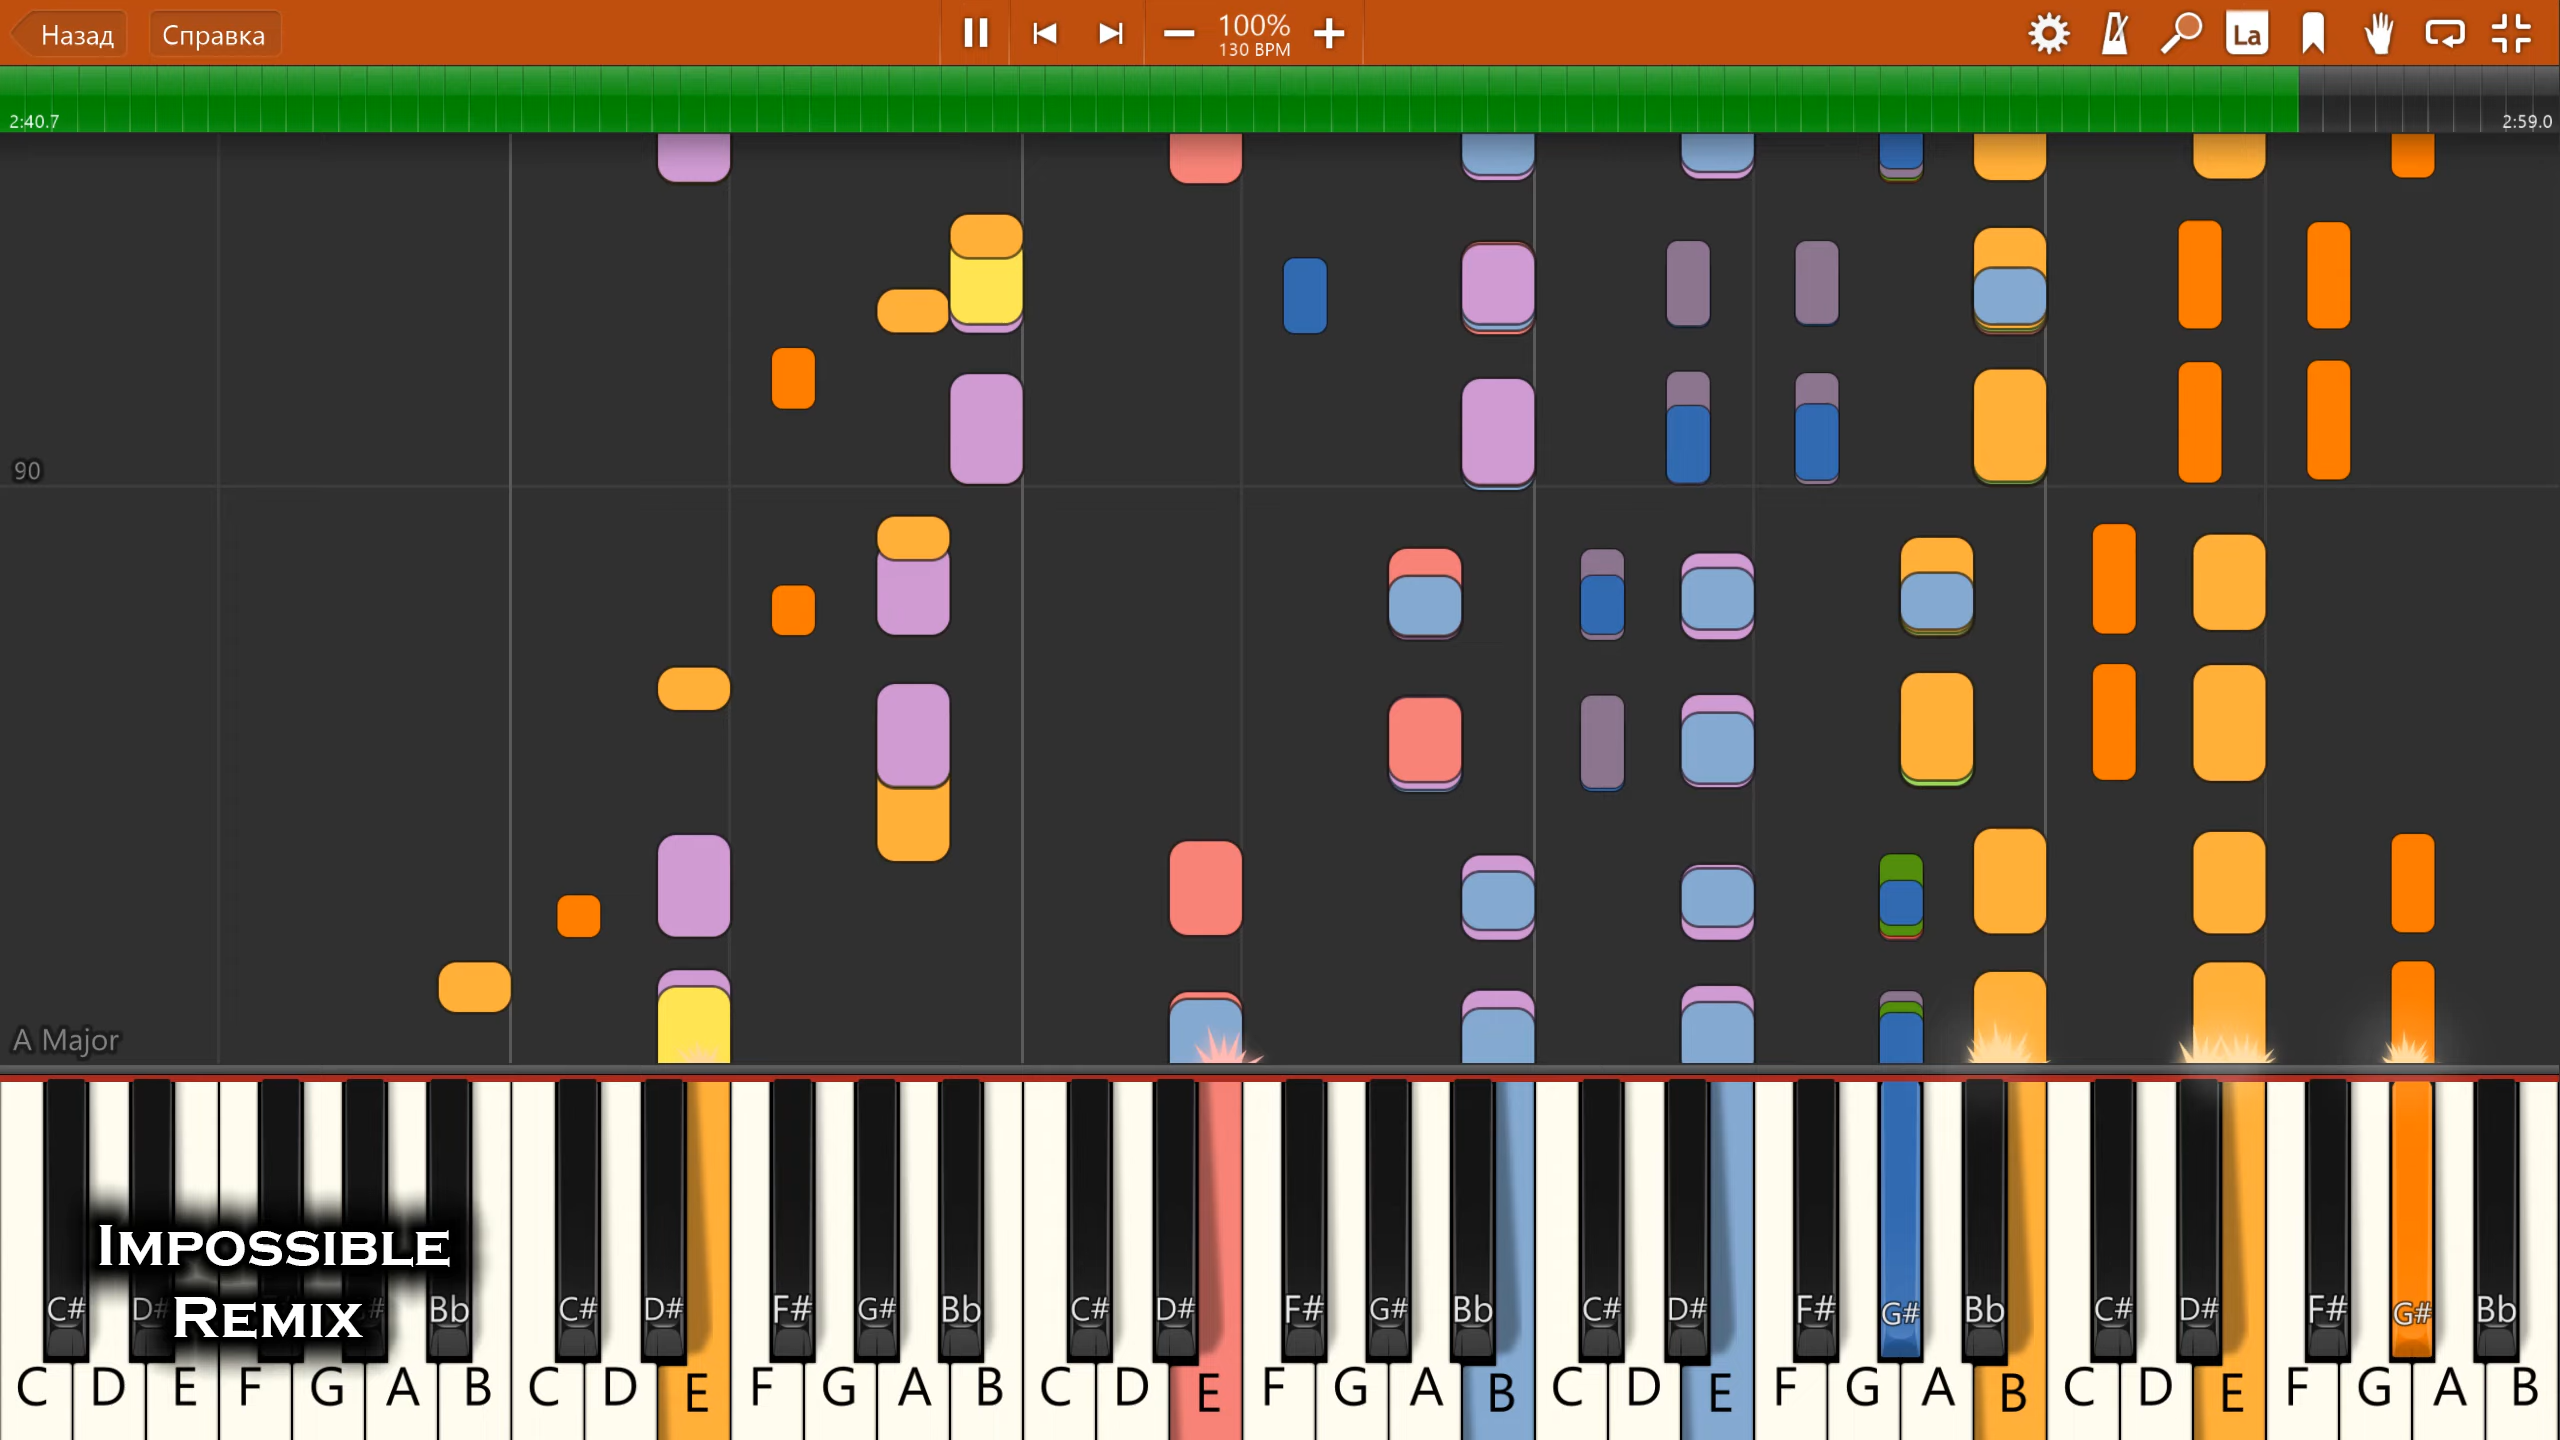 Назад Справка 100% La
130 BPM
2:40.7 2:59.0
90
A Major
Impossible
Remix
C# D# Bb C# D# F# G# Bb C# D# F# G# Bb C# D# F# G# Bb C# D# F# G# Bb
C D E F G A B C D E F G A B C D E F G A B C D E F G A B C D E F G A B